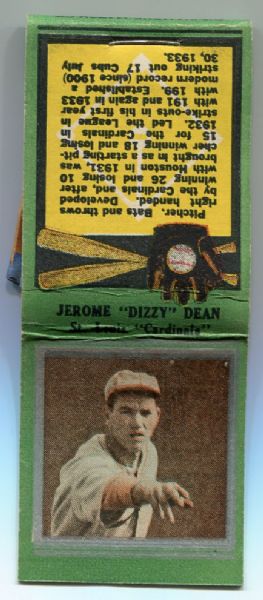 Pitcher. Bats and throws
right handed. Developed
by the Cardinals and, after
winning 26 and losing 10
with Houston in 1931, was
brought in as a starting pit-
cher winning 18 and losing
15 for the Cardinals in
1932. Led the League in
strike-outs in his first year
with 191 and again in 1933
with 199. Established a
modern record (since 1900)
striking out 17 Cubs July
30, 1933.
JEROME "DIZZY" DEAN
St. Louis "Cardinals"